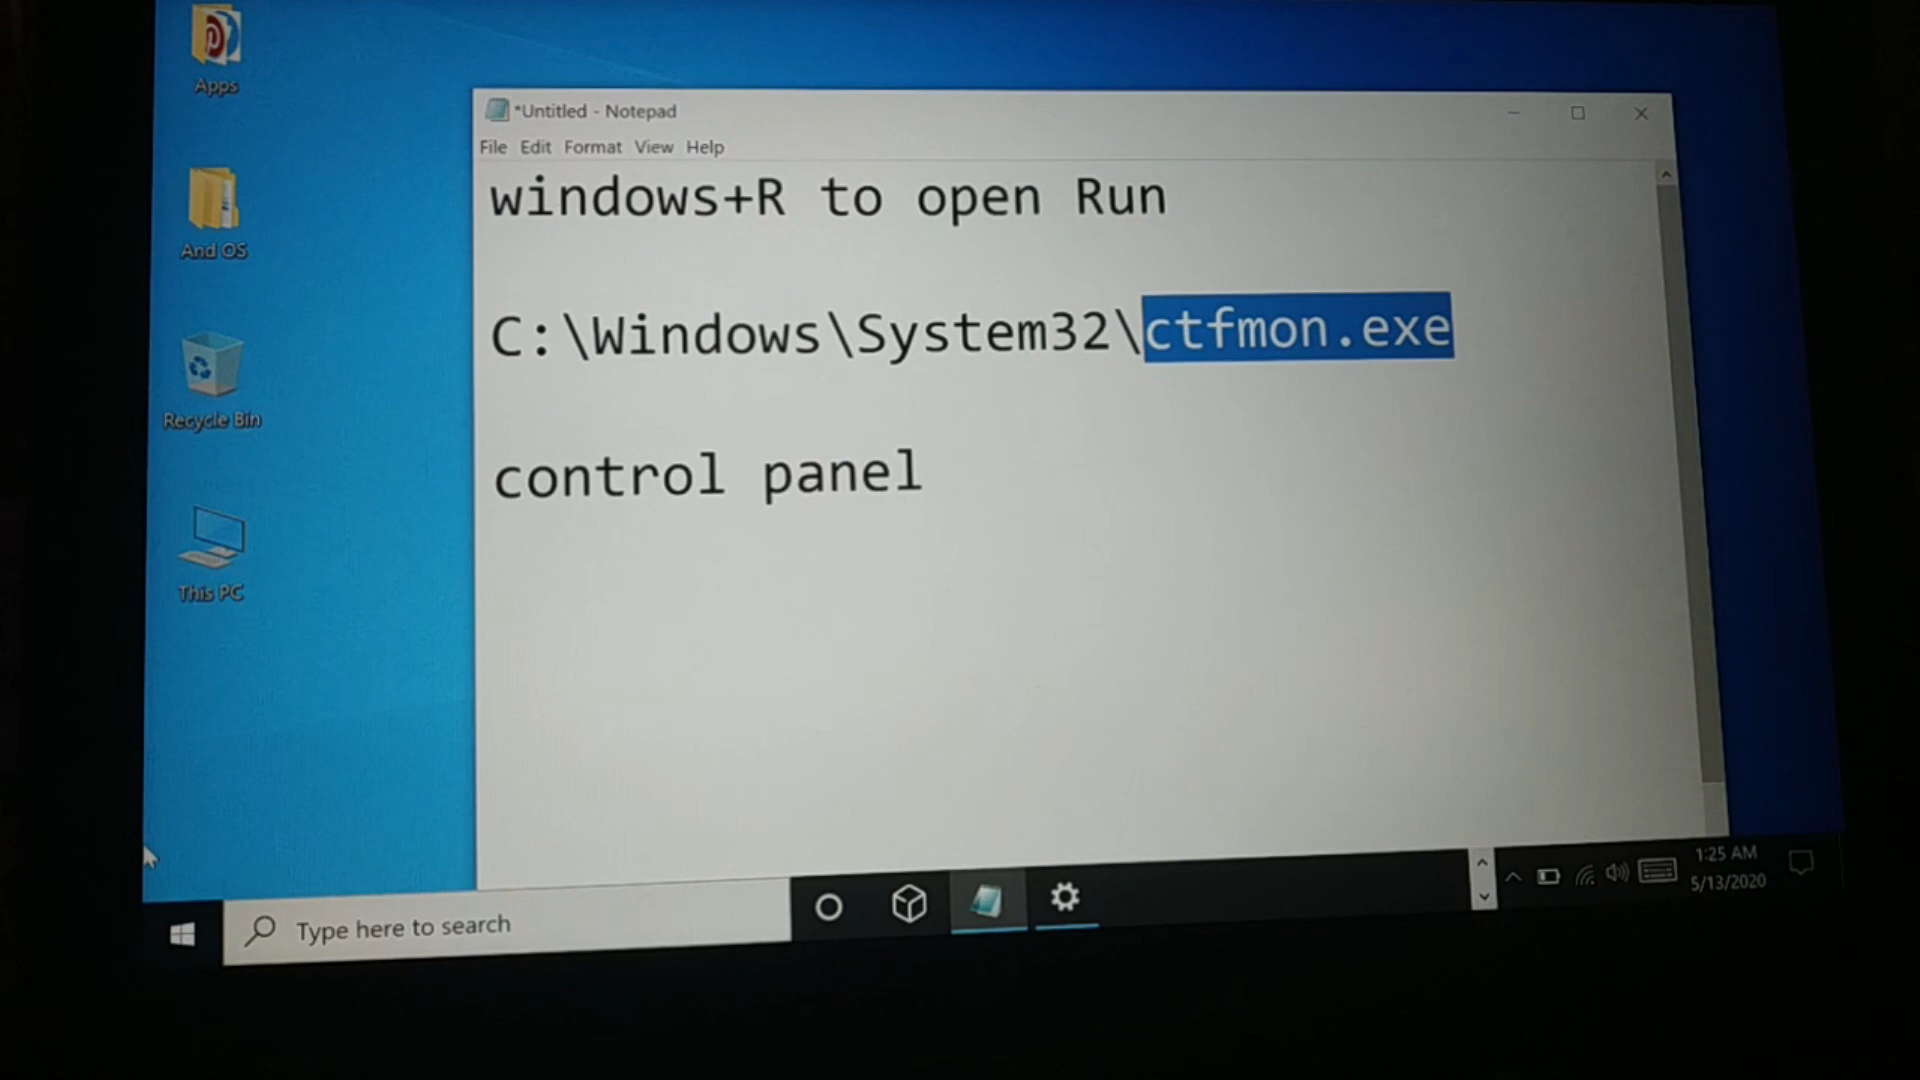 Apps
And OS
Recycle Bin
This PC
*Untitled - Notepad
File Edit Format View Help
windows+R to open Run
C:\Windows\System32\ctfmon.exe
control panel
Type here to search
1:25 AM
5/13/2020